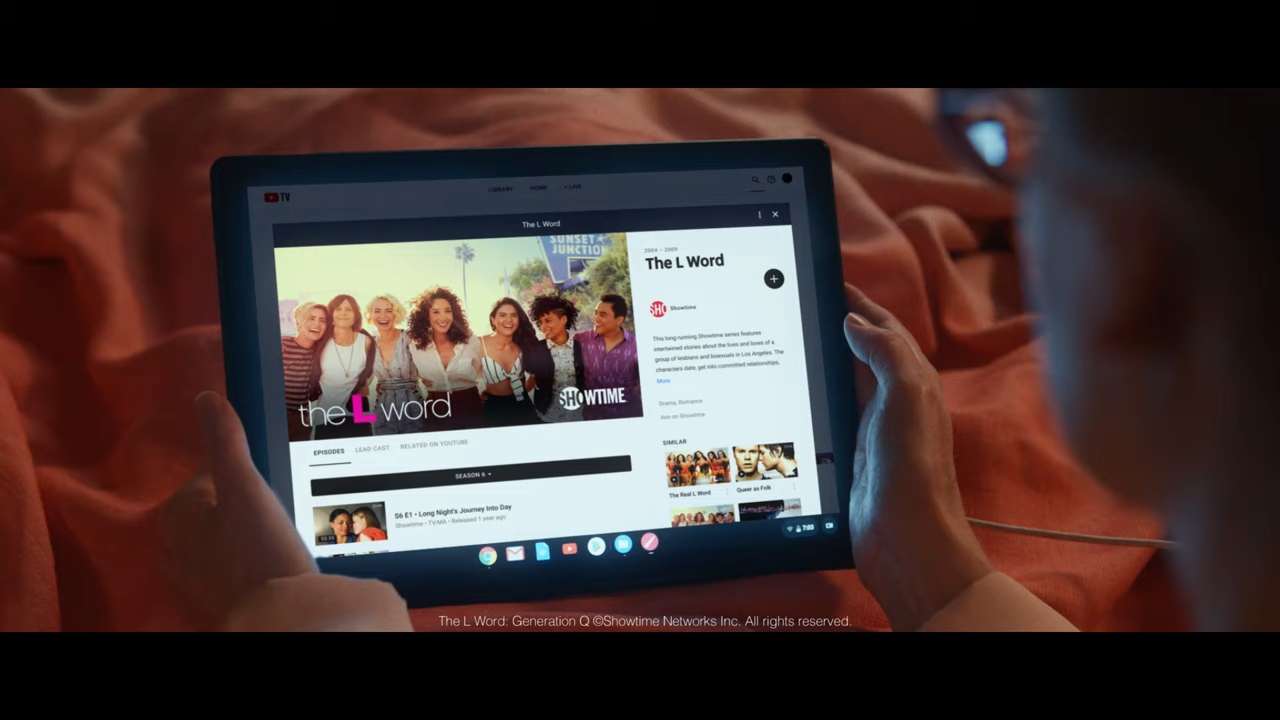 TV
LIBRARY HOME LIVE
The L Word
SUNSET
JUNCTION
the L word
SHOWTIME
2004 – 2009
The L Word
SHO Showtime
This long-running Showtime series features
intertwined stories about the lives and loves of a
group of lesbians and bisexuals in Los Angeles. The
characters date, get into committed relationships,
More
Drama, Romance
Airs on Showtime
EPISODES LEAD CAST RELATED ON YOUTUBE
SEASON 6
S6 E1 • Long Night's Journey Into Day
Showtime • TV-MA • Released 1 year ago
SIMILAR
The Real L Word
Queer as Folk
The L Word: Generation Q ©Showtime Networks Inc. All rights reserved.